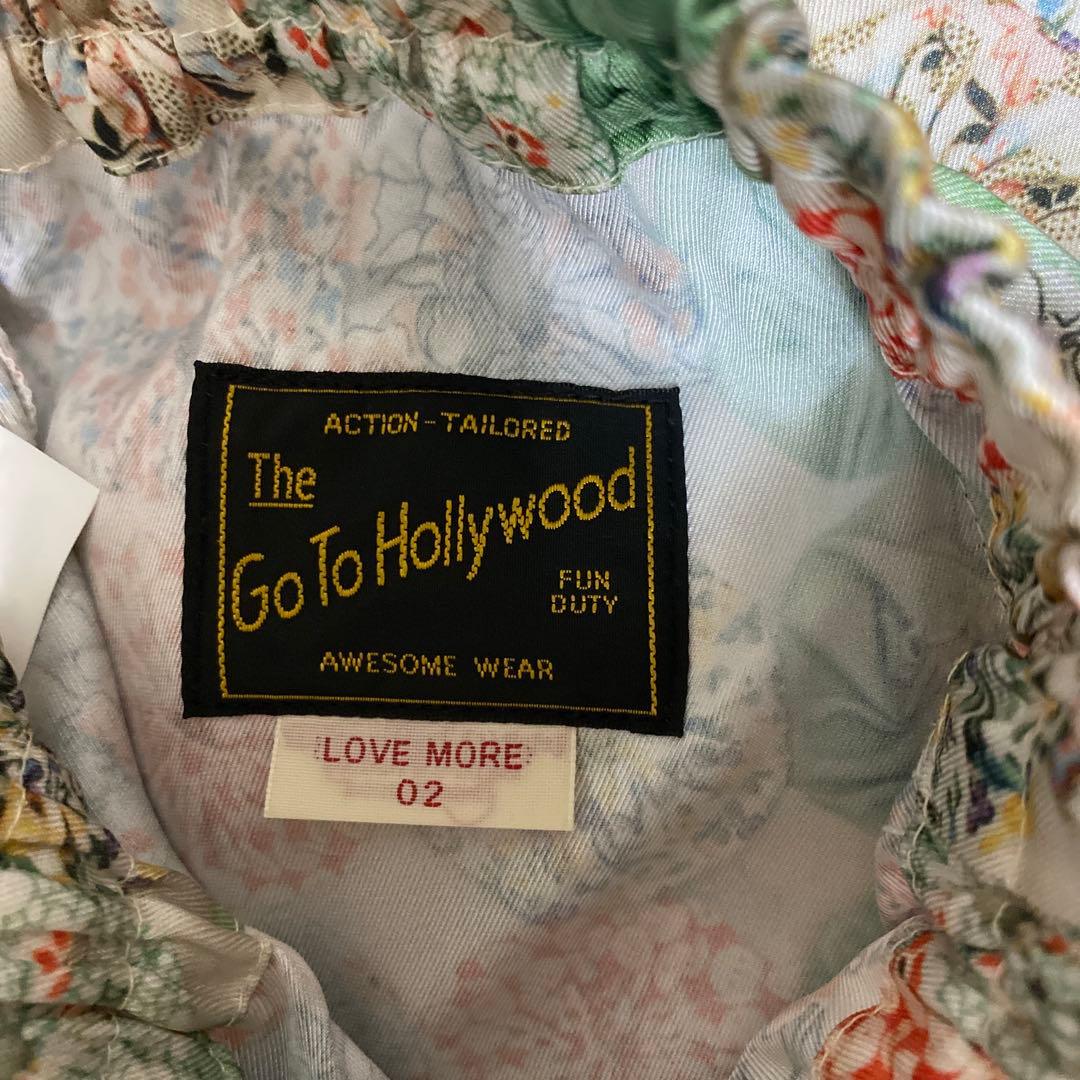 ACTION-TAILORED
The
Go To Hollywood
FUN
DUTY
AWESOME WEAR
LOVE MORE
02